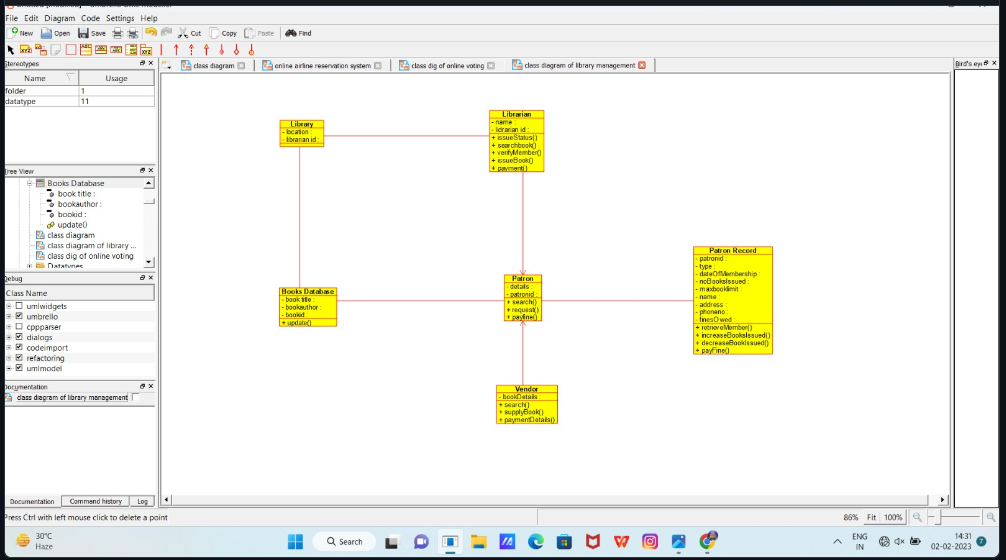 File Edit Diagram Code Settings Help
New Open Save Cut Copy Paste Find
Stereotypes
Name Usage
folder 1
datatype 11
class diagram
online airline reservation system
class dig of online voting
class diagram of library management
Bird's ey
Tree View
Books Database
book title :
bookauthor :
bookid :
update()
class diagram
class diagram of library ...
class dig of online voting
Datatypes
Debug
Class Name
umlwidgets
umbrello
cppparser
dialogs
codeimport
refactoring
umlmodel
Documentation
class diagram of library management
Documentation Command history Log
Press Ctrl with left mouse click to delete a point
Library
- location :
- librarian id :
Librarian
- name :
- librarian id :
+ issueStatus()
+ searchbook()
+ verifyMember()
+ issueBook()
+ payment()
Books Database
- book title :
- bookauthor :
- bookid :
+ update()
Patron
- details :
- patronid :
+ search()
+ request()
+ payfine()
Patron Record
- patronid :
- type :
- dateOfMembership :
- noBooksIssued :
- maxbooklimit :
- name :
- address :
- phoneno :
- finesOwed :
+ retrieveMember()
+ increaseBooksIssued()
+ decreaseBooksIssued()
+ payFine()
Vendor
- bookDetails :
+ search()
+ supplyBook()
+ paymentDetails()
86% Fit 100%
30°C
Haze
Search
ENG
IN
14:31
02-02-2023
7